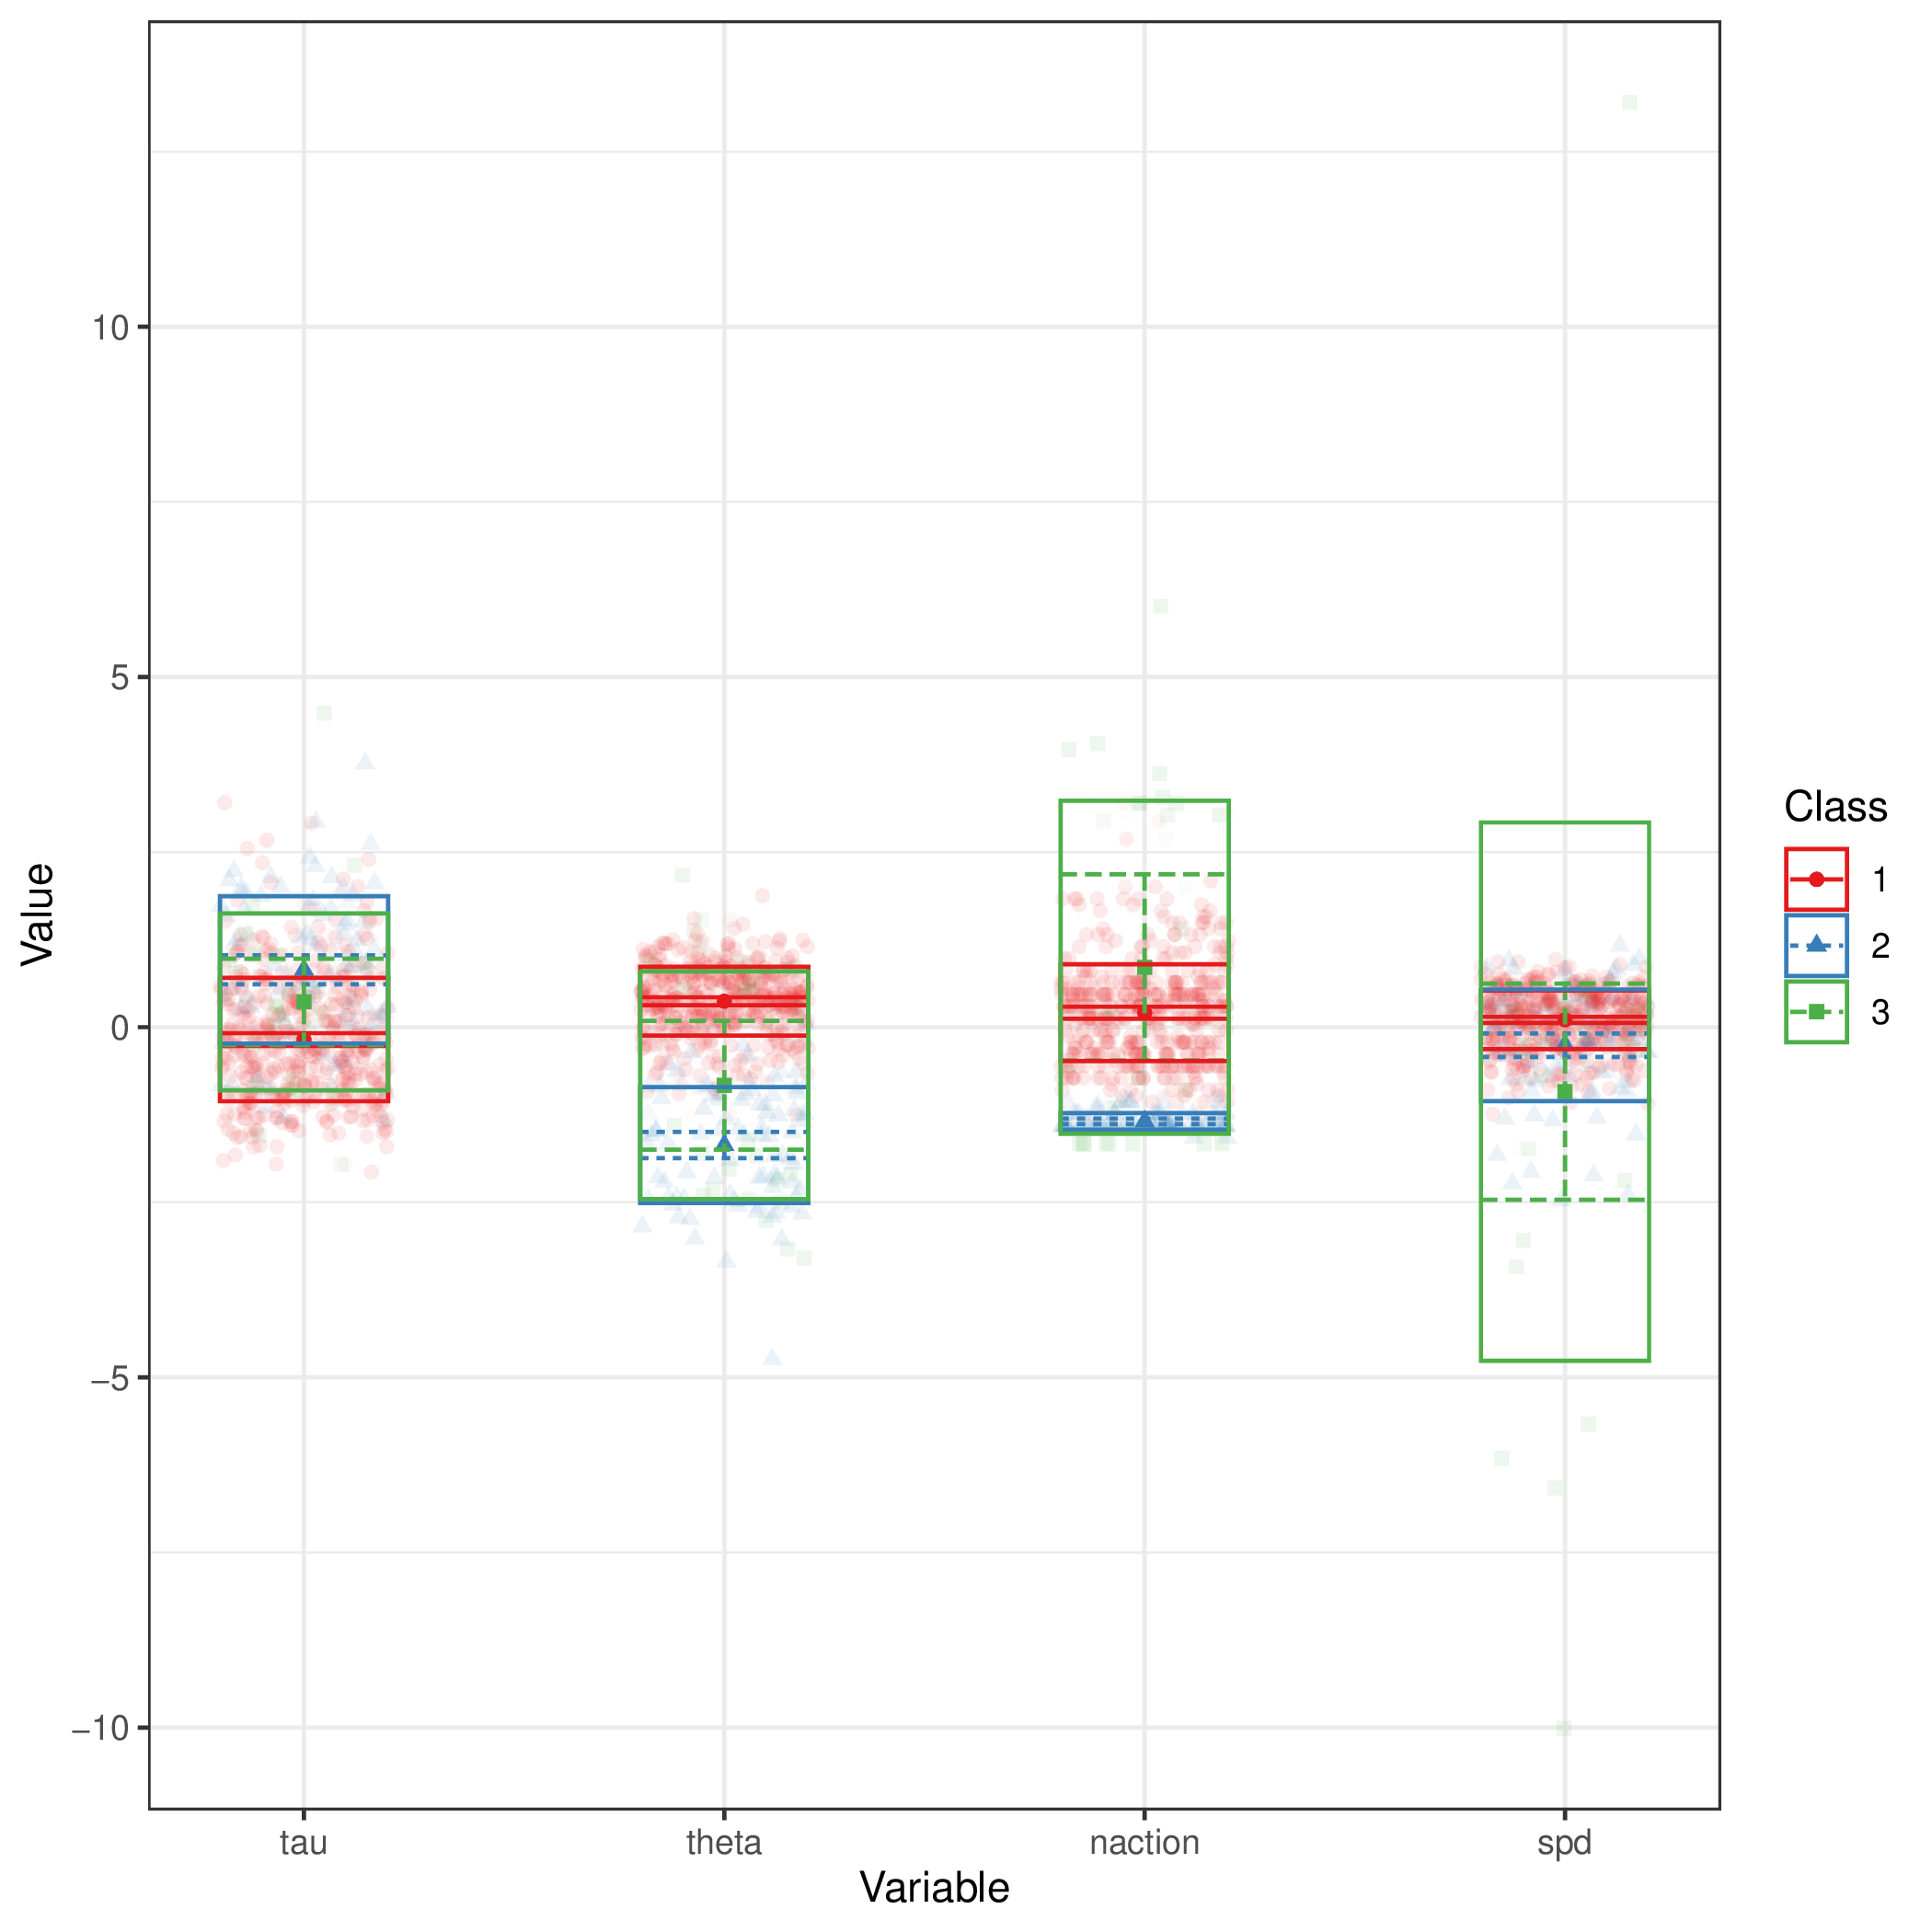 10
5
0
−5
−10
Value
tau
theta
naction
spd
Variable
Class
1
2
3